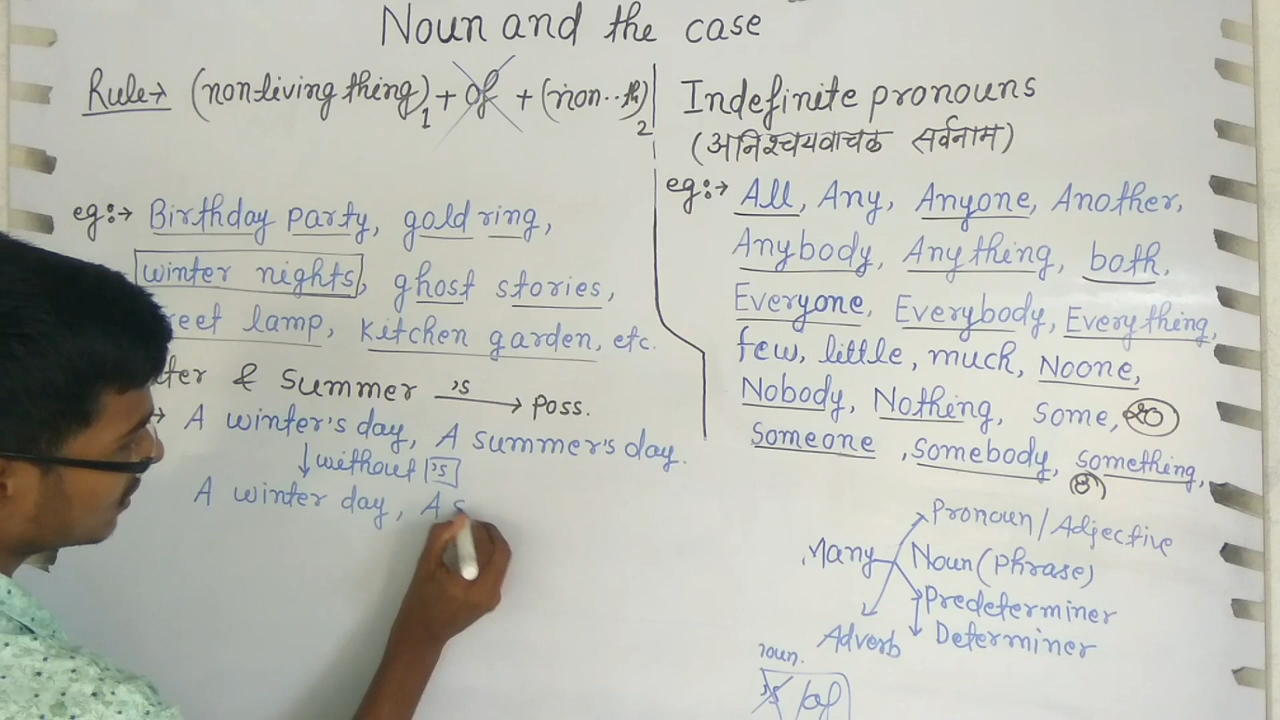 Noun and the case
Rule→ (non-living thing)1 + of + (non..th)2
eg:→ Birthday party, gold ring,
winter nights, ghost stories,
reet lamp, Kitchen garden, etc.
ter & Summer 's → Poss.
→ A winter's day, A summer's day.
↓ without 's
A winter day, A s
Indefinite pronouns
(अनिश्चयवाचक सर्वनाम)
eg:→ All, Any, Anyone, Another,
Anybody, Anything, both,
Everyone, Everybody, Everything,
few, little, much, Noone,
Nobody, Nothing, some, 20
someone, somebody, something,
Pronoun/Adjective
Many Noun (phrase)
Predeterminer
Adverb Determiner
noun.
's/of